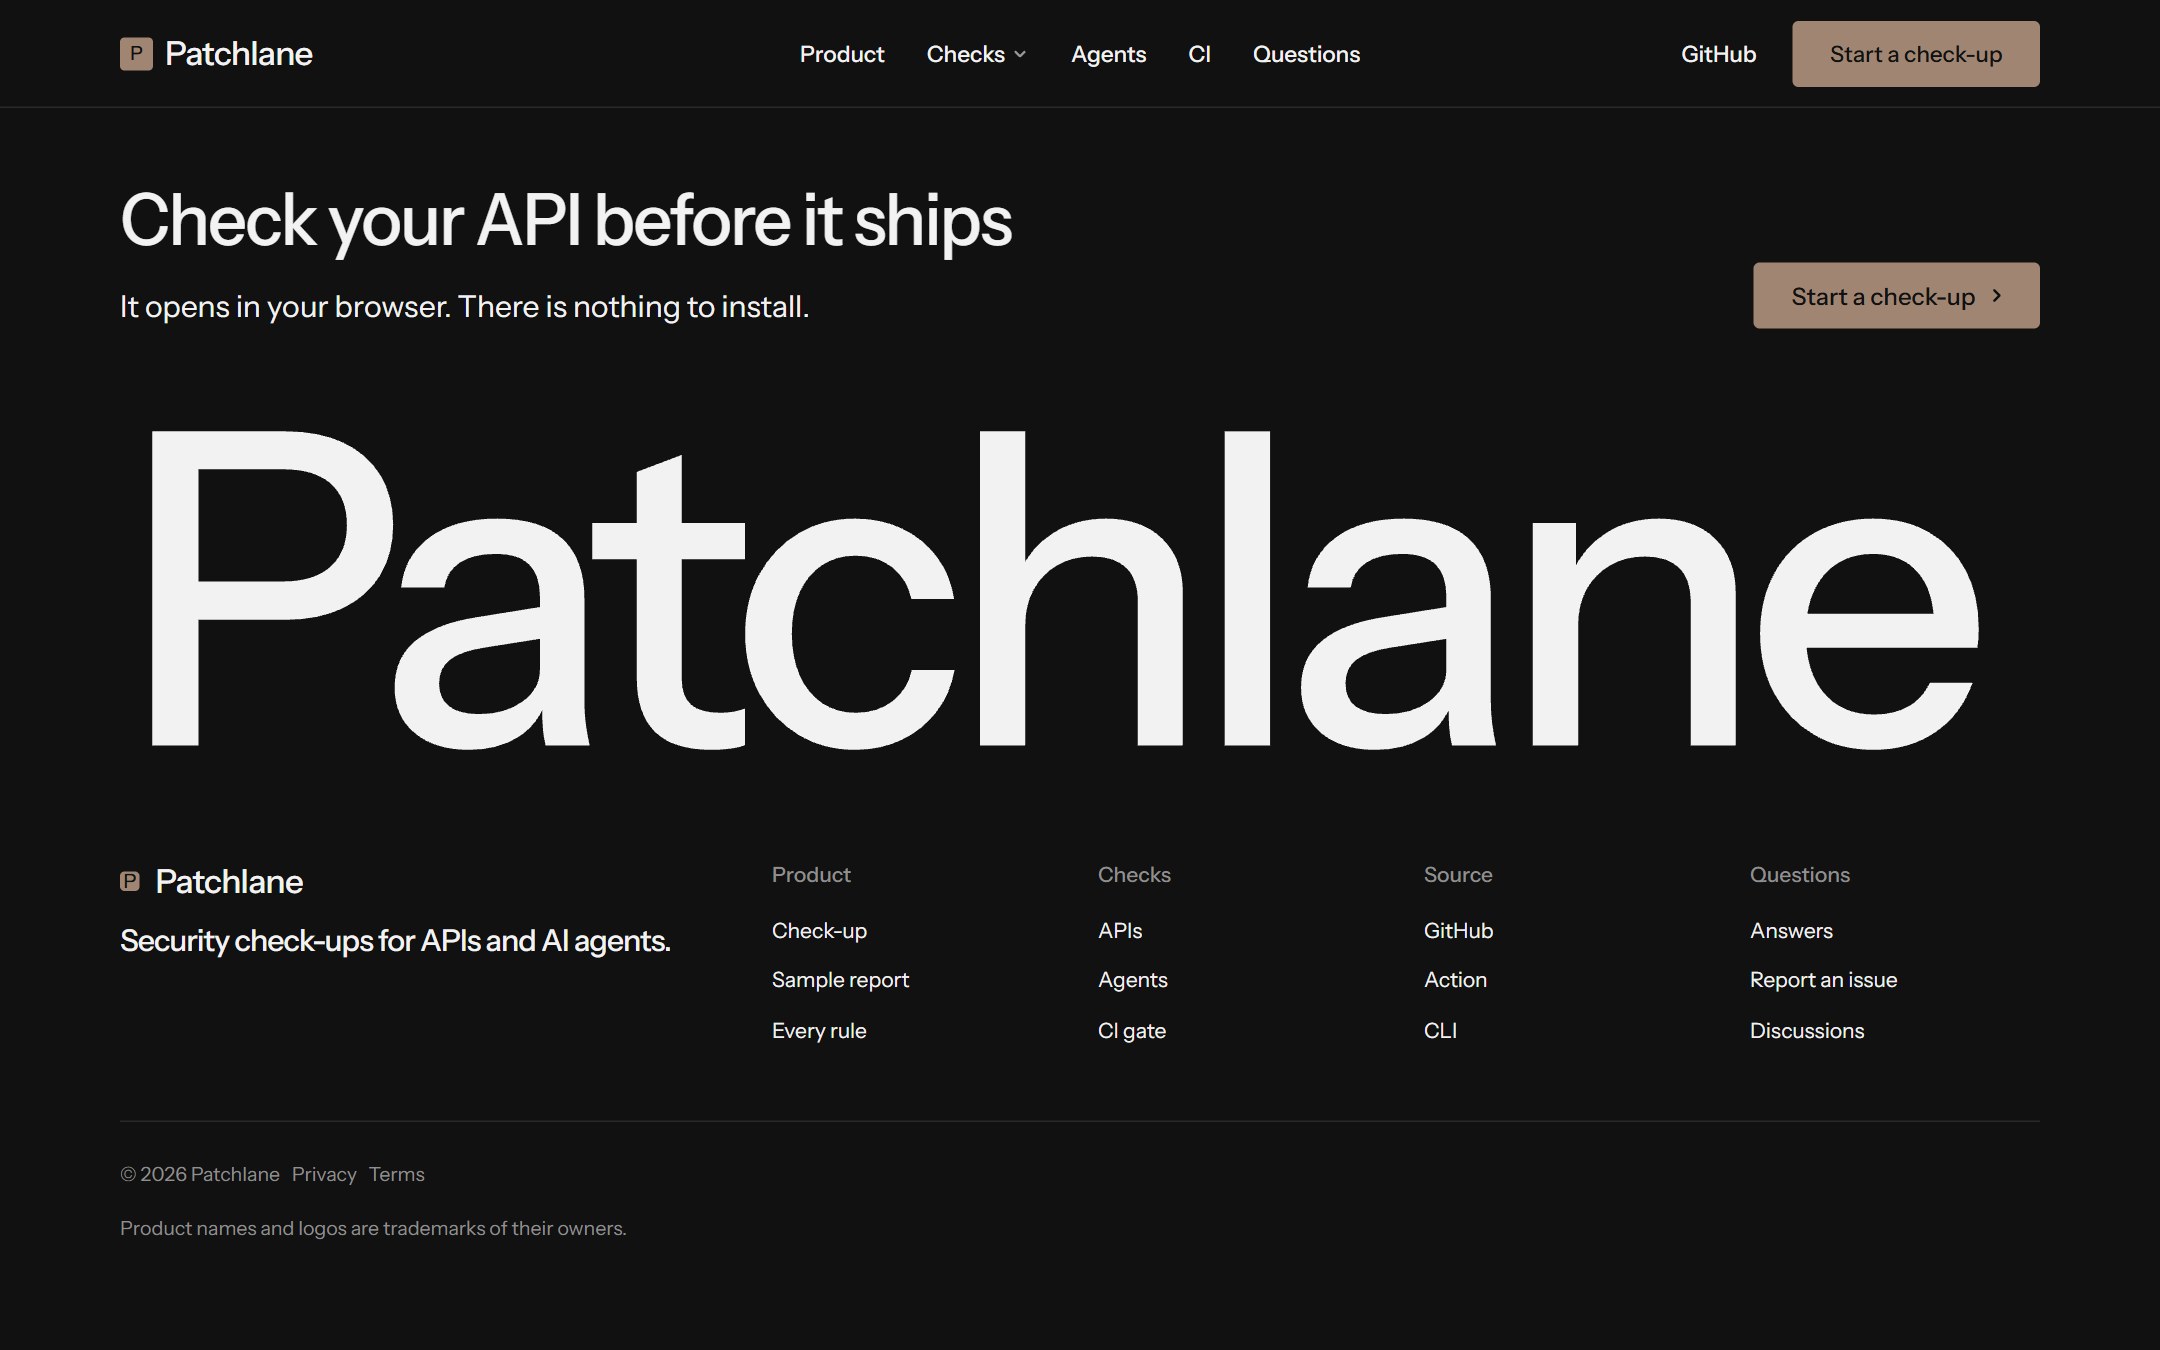 P Patchlane Product Checks Agents CI Questions GitHub Start a check-up
Check your API before it ships
It opens in your browser. There is nothing to install.
Start a check-up
Patchlane
P Patchlane
Security check-ups for APIs and AI agents.
Product
Check-up
Sample report
Every rule
Checks
APIs
Agents
CI gate
Source
GitHub
Action
CLI
Questions
Answers
Report an issue
Discussions
© 2026 Patchlane Privacy Terms
Product names and logos are trademarks of their owners.